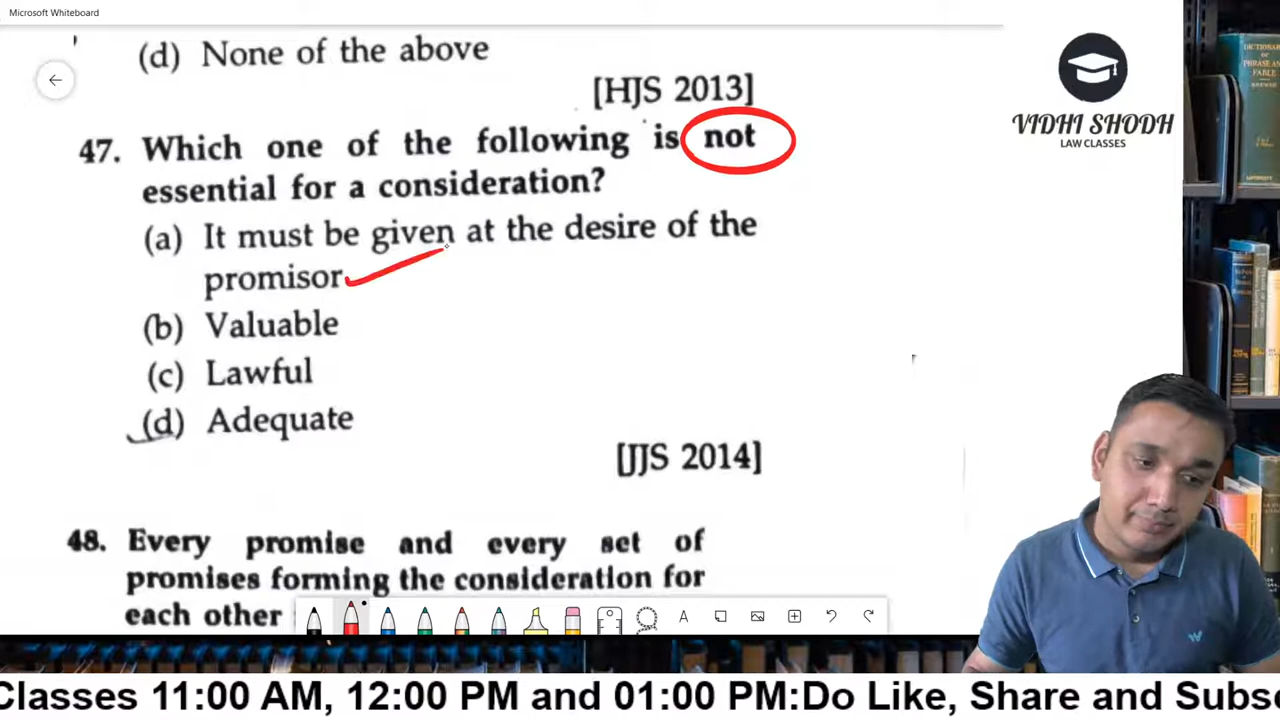 Microsoft Whiteboard
(d) None of the above
[HJS 2013]
VIDHI SHODH
LAW CLASSES
47. Which one of the following is not
essential for a consideration?
(a) It must be given at the desire of the
promisor
(b) Valuable
(c) Lawful
(d) Adequate
[JJS 2014]
48. Every promise and every set of
promises forming the consideration for
each other
Classes 11:00 AM, 12:00 PM and 01:00 PM:Do Like, Share and Subs